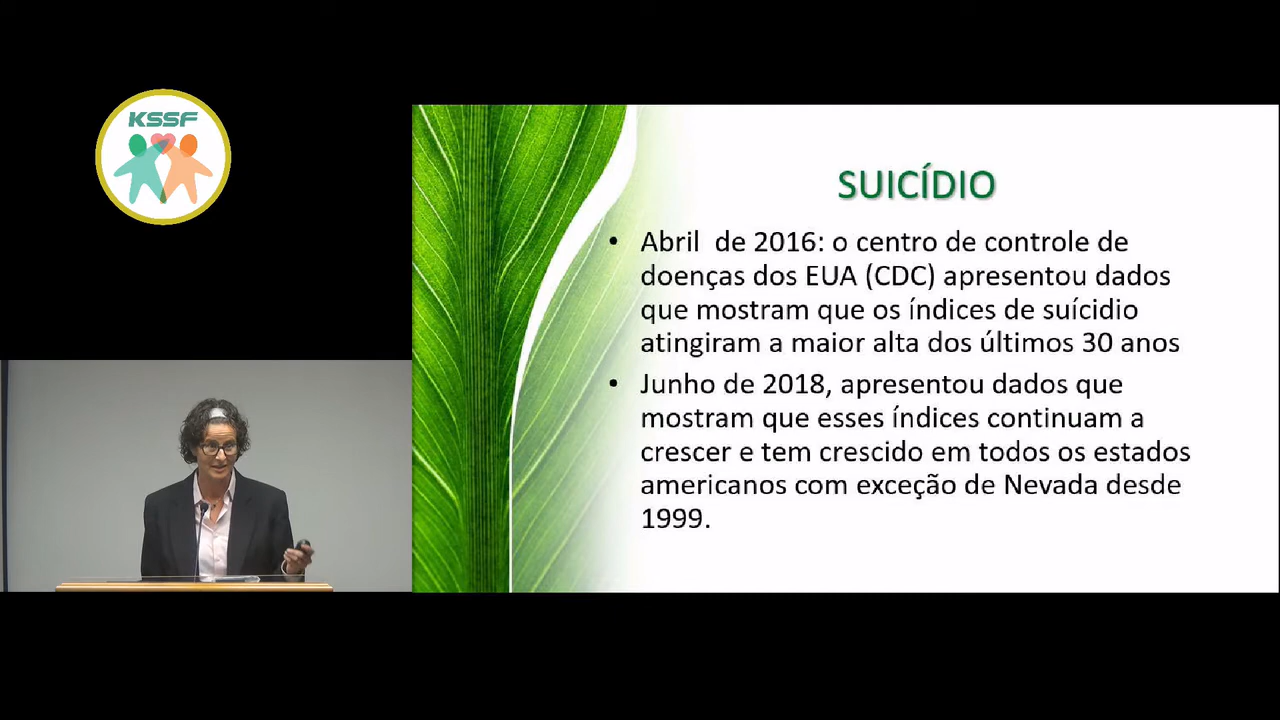 KSSF
SUICÍDIO
• Abril  de 2016: o centro de controle de
doenças dos EUA (CDC) apresentou dados
que mostram que os índices de suícidio
atingiram a maior alta dos últimos 30 anos
• Junho de 2018, apresentou dados que
mostram que esses índices continuam a
crescer e tem crescido em todos os estados
americanos com exceção de Nevada desde
1999.